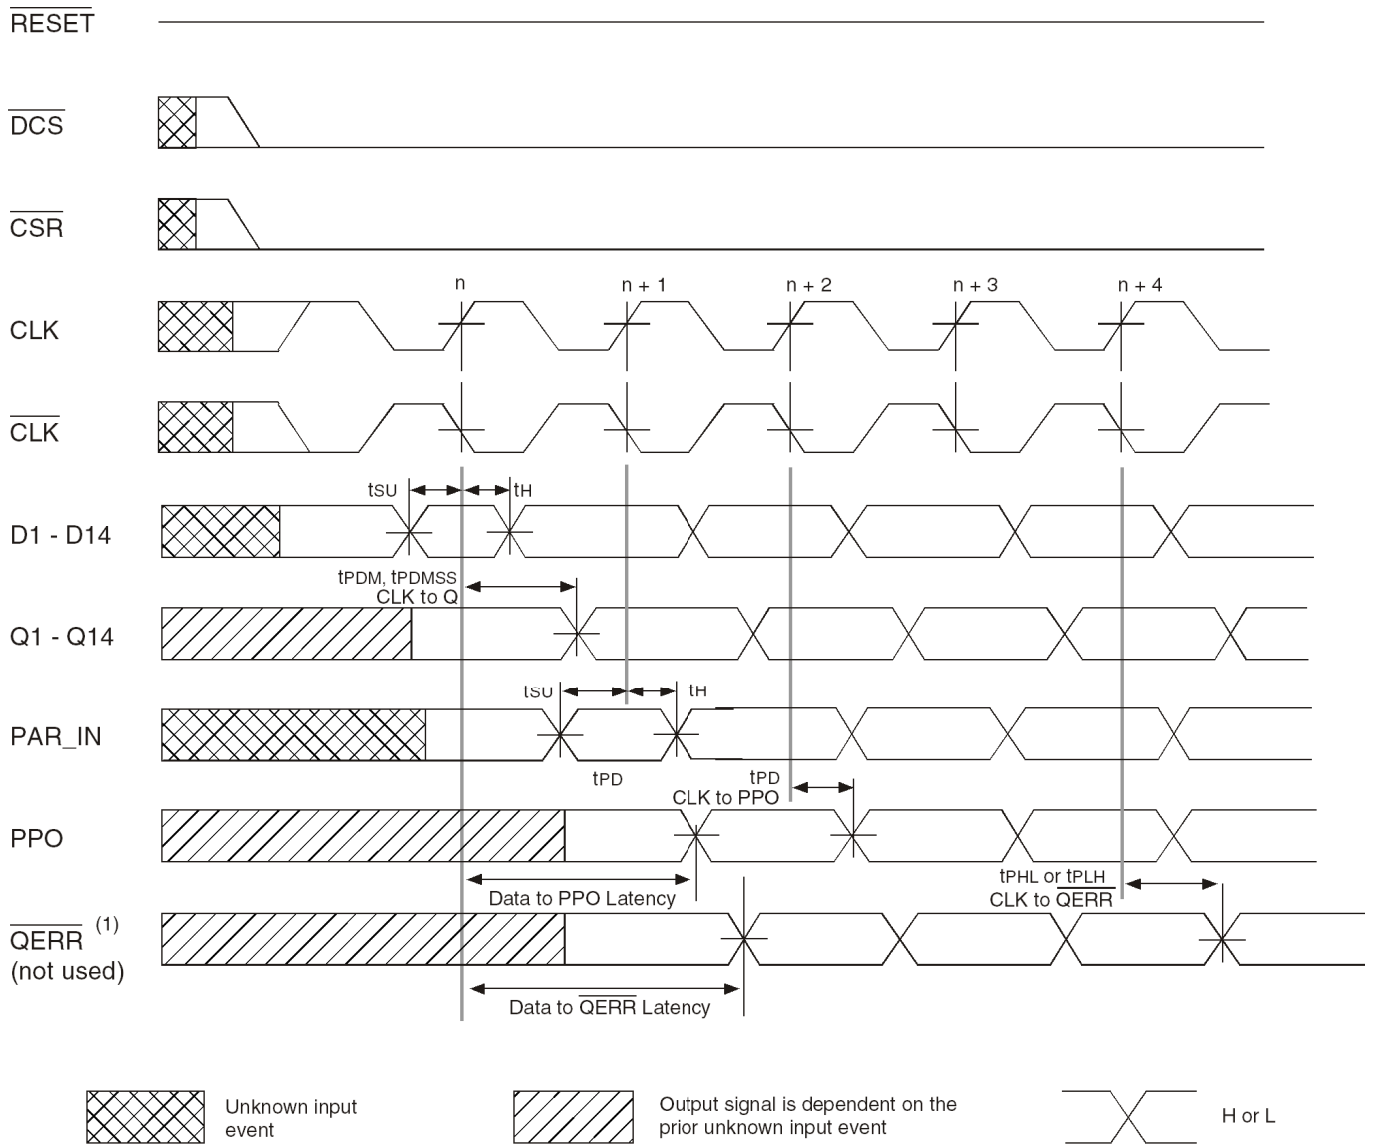 RESET
DCS
CSR
n n + 1 n + 2 n + 3 n + 4
CLK
CLK
tSU tH
D1 - D14
tPDM, tPDMSS
CLK to Q
Q1 - Q14
tSU tH
PAR_IN
tPD tPD
CLK to PPO
PPO
tPHL or tPLH
Data to PPO Latency CLK to QERR
QERR (1)
(not used)
Data to QERR Latency
Unknown input
event
Output signal is dependent on the
prior unknown input event
H or L